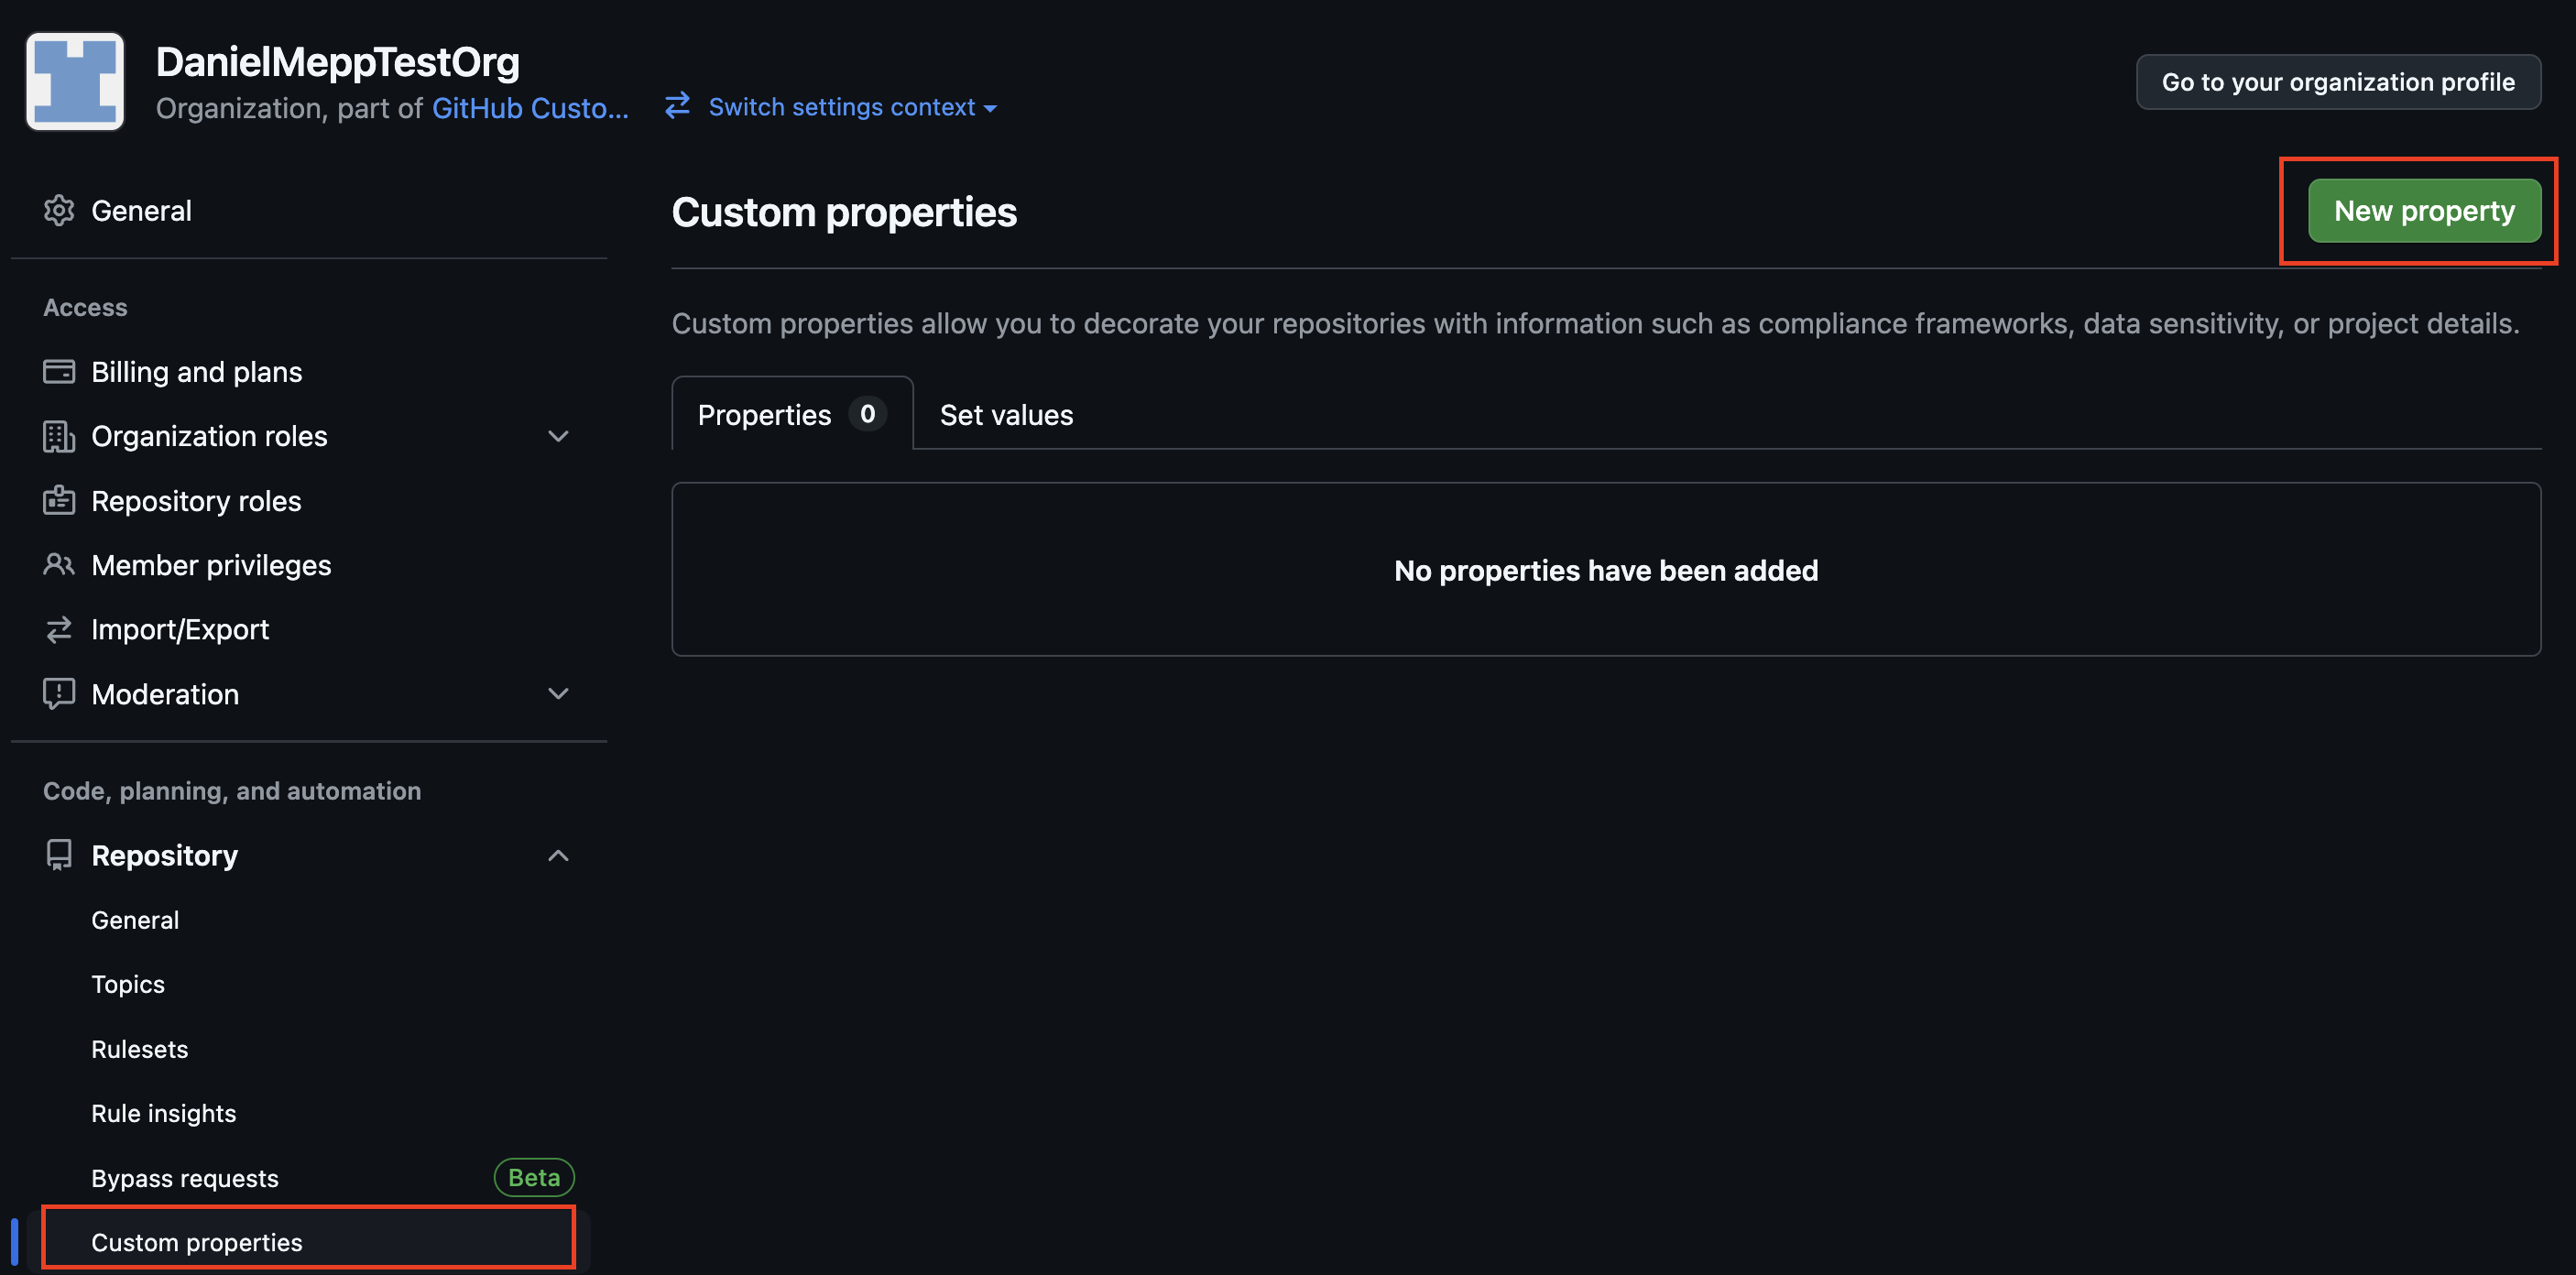 DanielMeppTestOrg
Organization, part of GitHub Custo...
Switch settings context
Go to your organization profile
General
Access
Billing and plans
Organization roles
Repository roles
Member privileges
Import/Export
Moderation
Code, planning, and automation
Repository
General
Topics
Rulesets
Rule insights
Bypass requests Beta
Custom properties
Custom properties
New property
Custom properties allow you to decorate your repositories with information such as compliance frameworks, data sensitivity, or project details.
Properties 0 Set values
No properties have been added